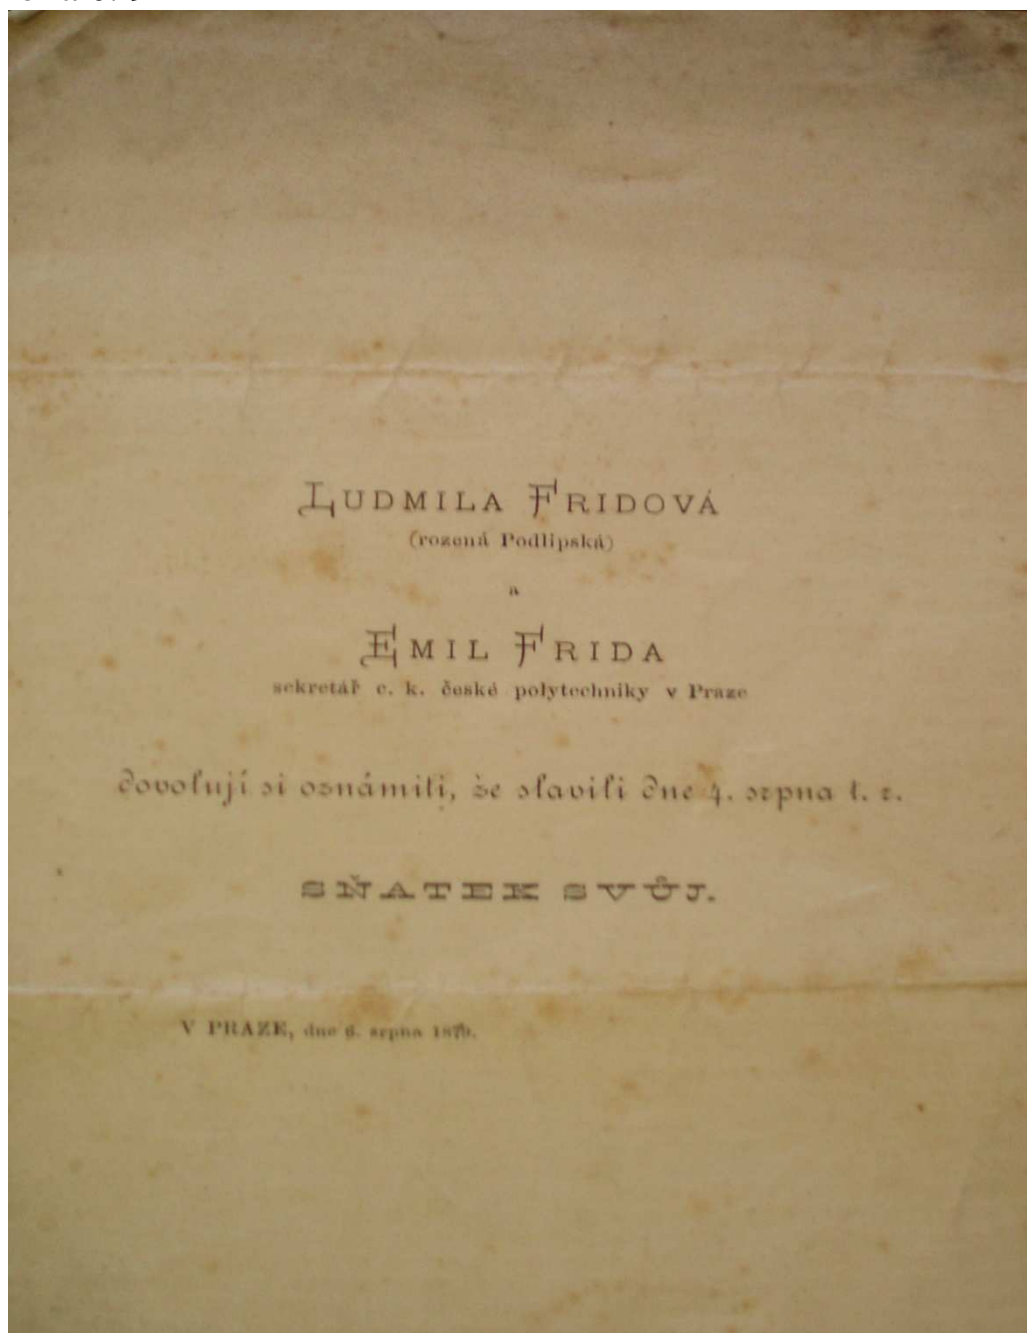 LUDMILA FRIDOVÁ
(rozená Podlipská)
a
EMIL FRIDA
sekretář c. k. české polytechniky v Praze
dovolují si oznámiti, že slavili dne 4. srpna t. r.
SŇATEK SVŮJ.
V PRAZE, dne 6. srpna 1879.